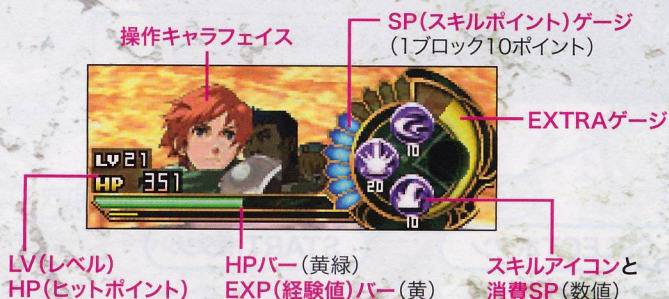 SP(スキルポイント)ゲージ
(1ブロック10ポイント)
操作キャラフェイス
EXTRAゲージ
LV 21
HP 351
10
20
10
LV(レベル)
HP(ヒットポイント)
HPバー(黄緑)
EXP(経験値)バー(黄)
スキルアイコンと
消費SP(数値)